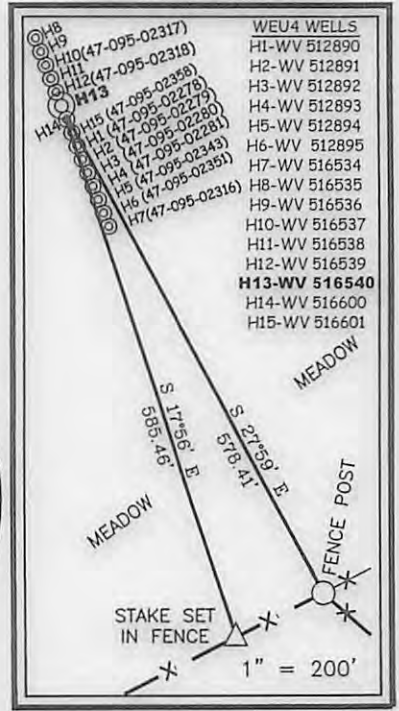 H8
H9
H10(47-095-02317)
H11
H12(47-095-02318)
H13
H14
H15 (47-095-02358)
H1 (47-095-02278)
H2 (47-095-02279)
H3 (47-095-02280)
H4 (47-095-02281)
H5 (47-095-02343)
H6 (47-095-02351)
H7(47-095-02316)
WEU4 WELLS
H1-WV 512890
H2-WV 512891
H3-WV 512892
H4-WV 512893
H5-WV 512894
H6-WV 512895
H7-WV 516534
H8-WV 516535
H9-WV 516536
H10-WV 516537
H11-WV 516538
H12-WV 516539
H13-WV 516540
H14-WV 516600
H15-WV 516601
MEADOW
S 17°56' E
585.46'
S 27°59' E
578.41'
MEADOW
FENCE POST
STAKE SET
IN FENCE
1" = 200'